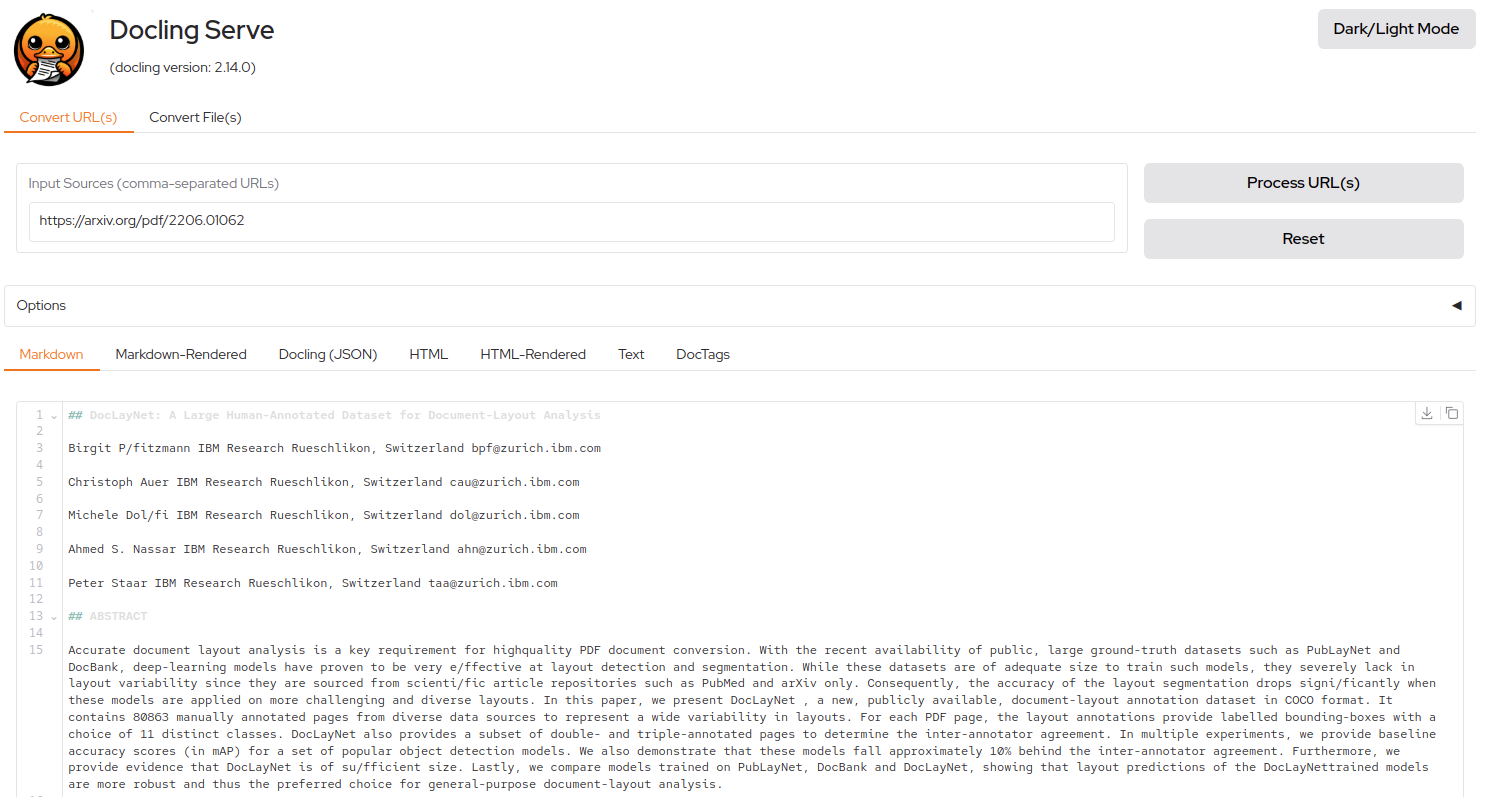 Docling Serve
(docling version: 2.14.0)
Dark/Light Mode
Convert URL(s) Convert File(s)
Input Sources (comma-separated URLs)
https://arxiv.org/pdf/2206.01062
Process URL(s)
Reset
Options
Markdown Markdown-Rendered Docling (JSON) HTML HTML-Rendered Text DocTags
1 ## DocLayNet: A Large Human-Annotated Dataset for Document-Layout Analysis
2
3 Birgit P/fitzmann IBM Research Rueschlikon, Switzerland bpf@zurich.ibm.com
4
5 Christoph Auer IBM Research Rueschlikon, Switzerland cau@zurich.ibm.com
6
7 Michele Dol/fi IBM Research Rueschlikon, Switzerland dol@zurich.ibm.com
8
9 Ahmed S. Nassar IBM Research Rueschlikon, Switzerland ahn@zurich.ibm.com
10
11 Peter Staar IBM Research Rueschlikon, Switzerland taa@zurich.ibm.com
12
13 ## ABSTRACT
14
15 Accurate document layout analysis is a key requirement for highquality PDF document conversion. With the recent availability of public, large ground-truth datasets such as PubLayNet and
DocBank, deep-learning models have proven to be very e/ffective at layout detection and segmentation. While these datasets are of adequate size to train such models, they severely lack in
layout variability since they are sourced from scienti/fic article repositories such as PubMed and arXiv only. Consequently, the accuracy of the layout segmentation drops signi/ficantly when
these models are applied on more challenging and diverse layouts. In this paper, we present DocLayNet , a new, publicly available, document-layout annotation dataset in COCO format. It
contains 80863 manually annotated pages from diverse data sources to represent a wide variability in layouts. For each PDF page, the layout annotations provide labelled bounding-boxes with a
choice of 11 distinct classes. DocLayNet also provides a subset of double- and triple-annotated pages to determine the inter-annotator agreement. In multiple experiments, we provide baseline
accuracy scores (in mAP) for a set of popular object detection models. We also demonstrate that these models fall approximately 10% behind the inter-annotator agreement. Furthermore, we
provide evidence that DocLayNet is of su/fficient size. Lastly, we compare models trained on PubLayNet, DocBank and DocLayNet, showing that layout predictions of the DocLayNettrained models
are more robust and thus the preferred choice for general-purpose document-layout analysis.